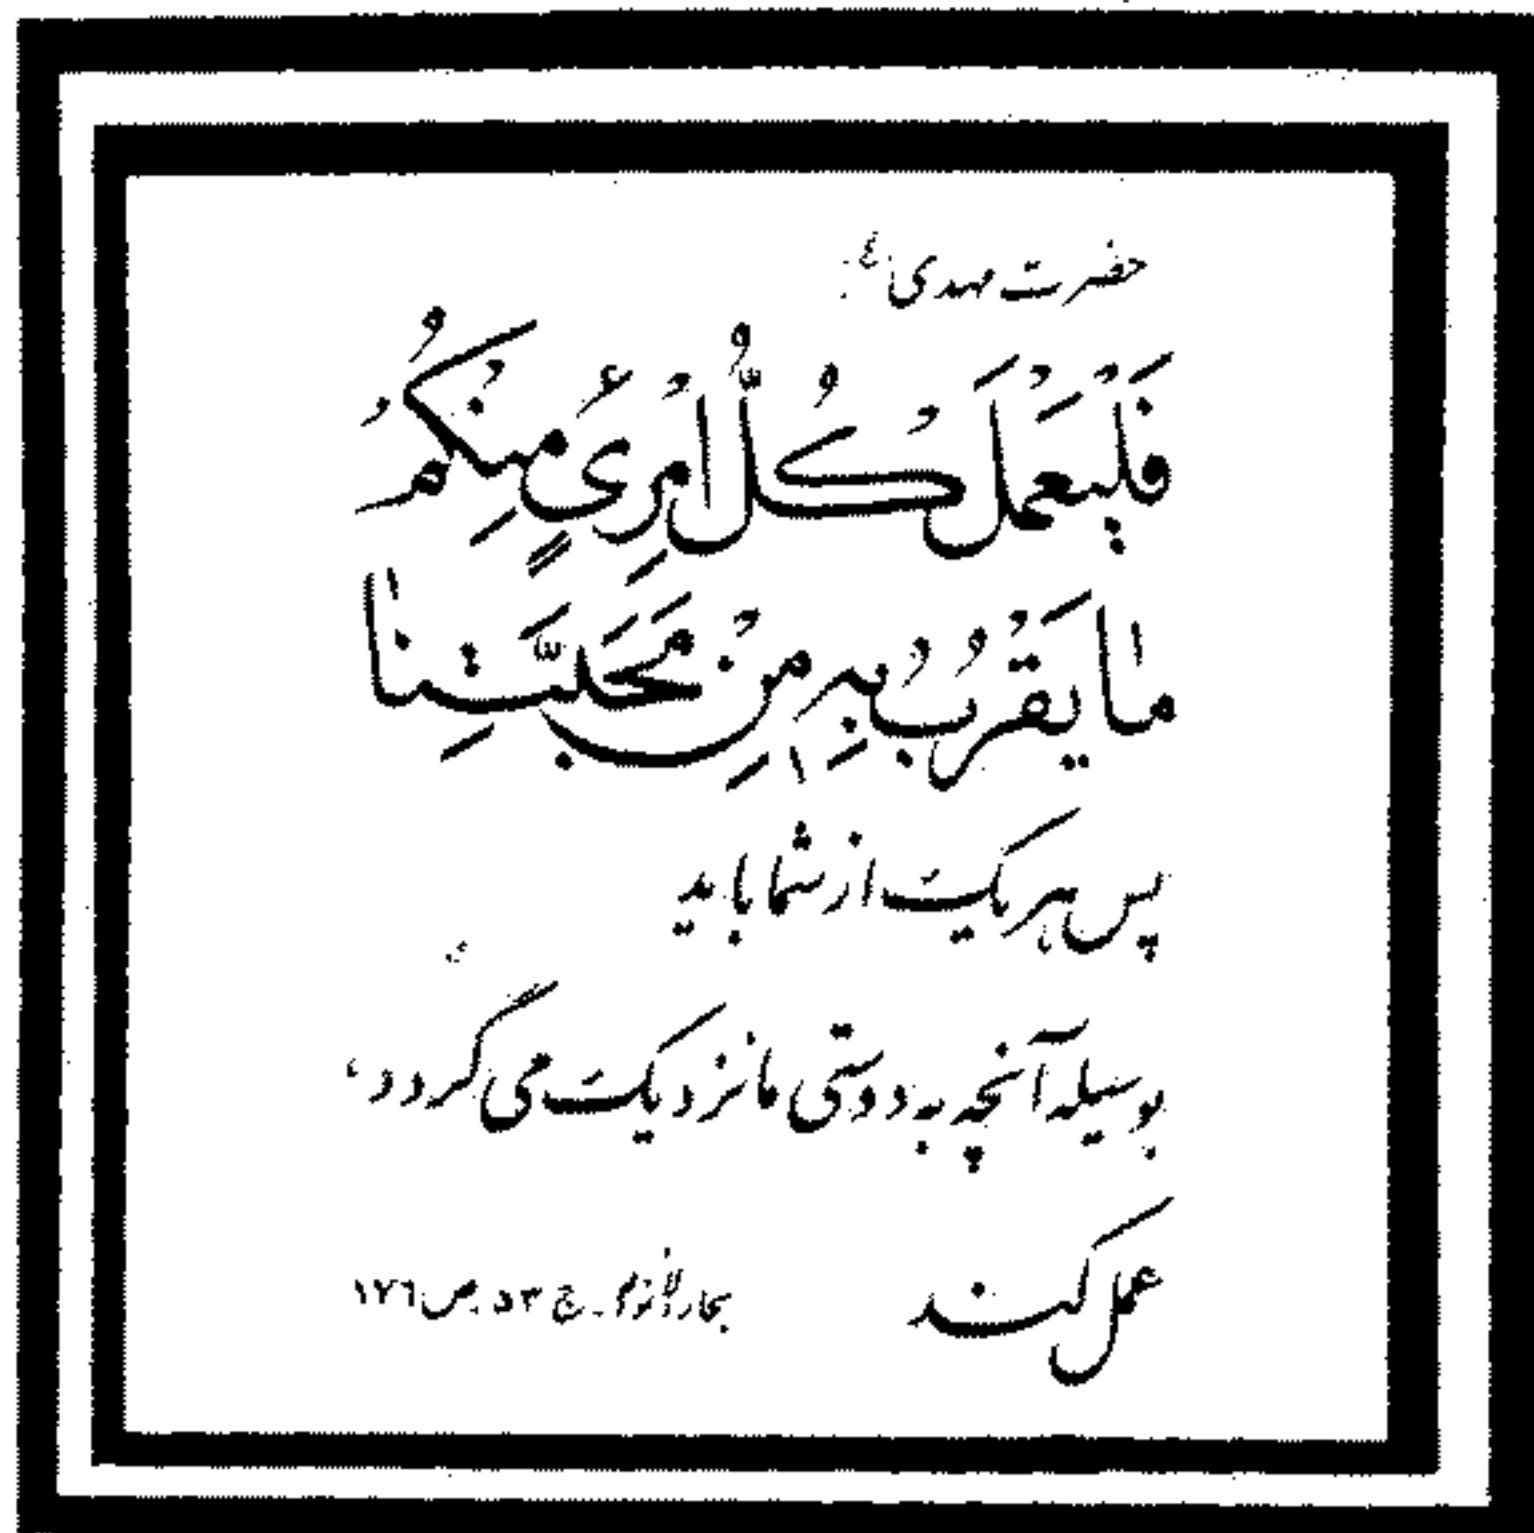 حضرت مهدی ع:
فَلْيَعْمَلَ كُلُّ امْرِئٍ مِنْكُمْ
مٰا يَقْرُبُ بِهِ مِنْ مَحَبَّتِنٰا
پس هر یک از شما باید
بوسیله آنچه به دوستی ما نزدیک می گردد،
عمل کند
بحار الأنوار - ج ۵۳ - ص ۱۷۶